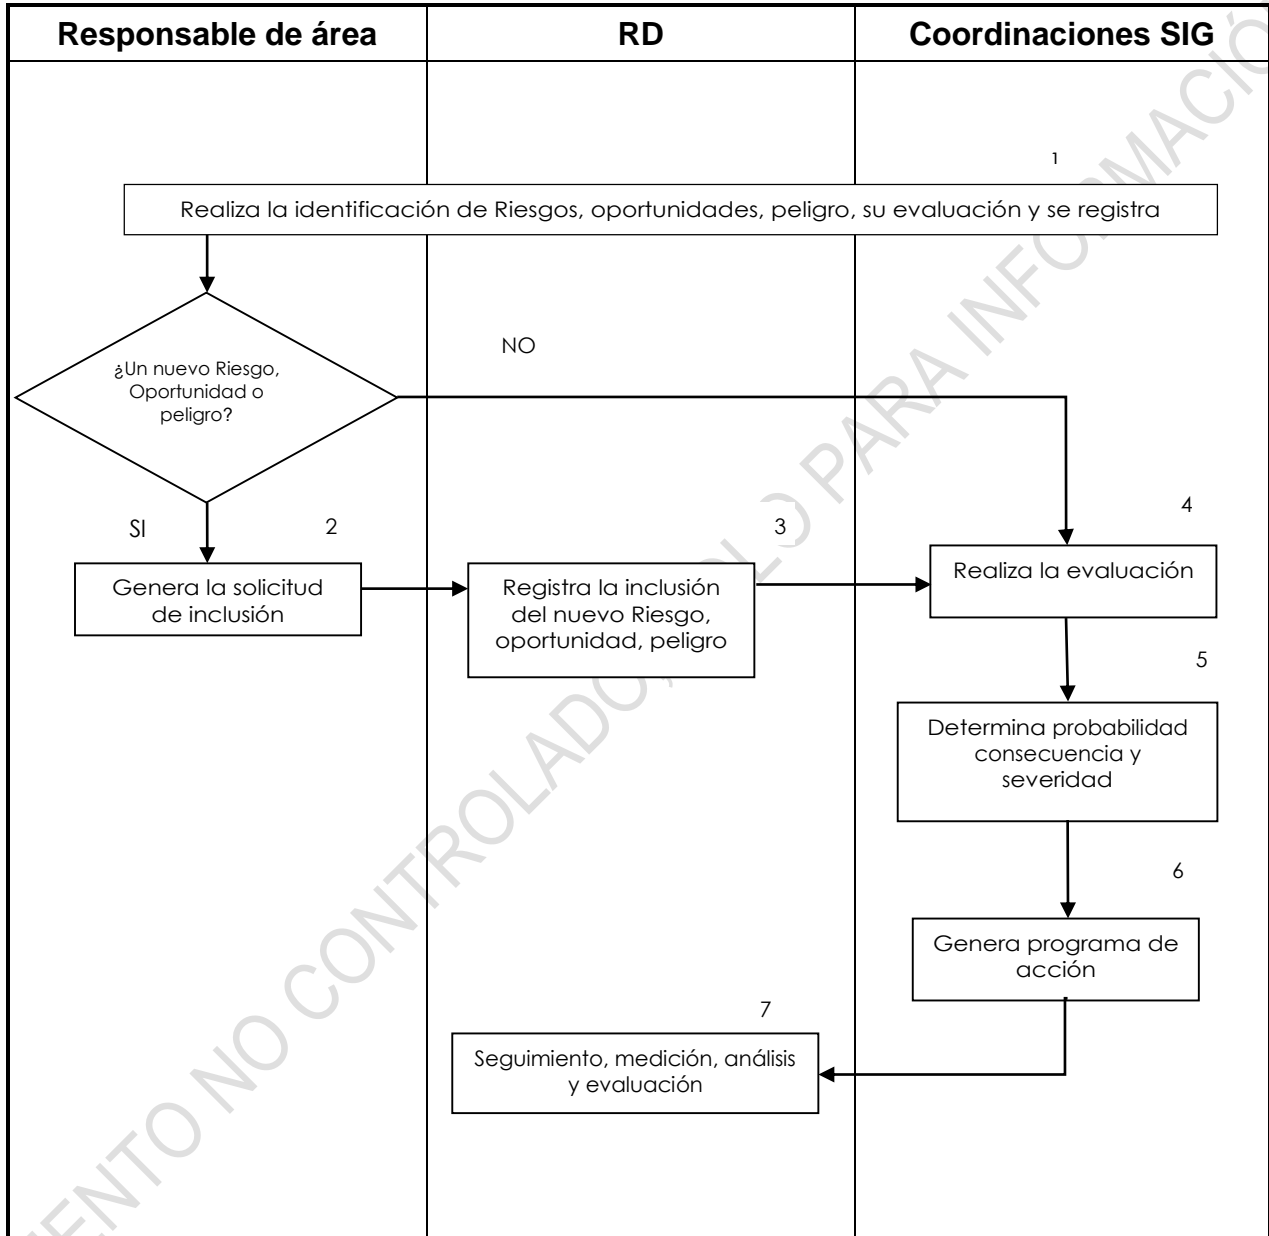 Responsable de área
RD
Coordinaciones SIG
1
Realiza la identificación de Riesgos, oportunidades, peligro, su evaluación y se registra
¿Un nuevo Riesgo,
Oportunidad o
peligro?
NO
SI
2
Genera la solicitud
de inclusión
3
Registra la inclusión
del nuevo Riesgo,
oportunidad, peligro
4
Realiza la evaluación
5
Determina probabilidad
consecuencia y
severidad
6
Genera programa de
acción
7
Seguimiento, medición, análisis
y evaluación
NO CONTROLADO, PARA